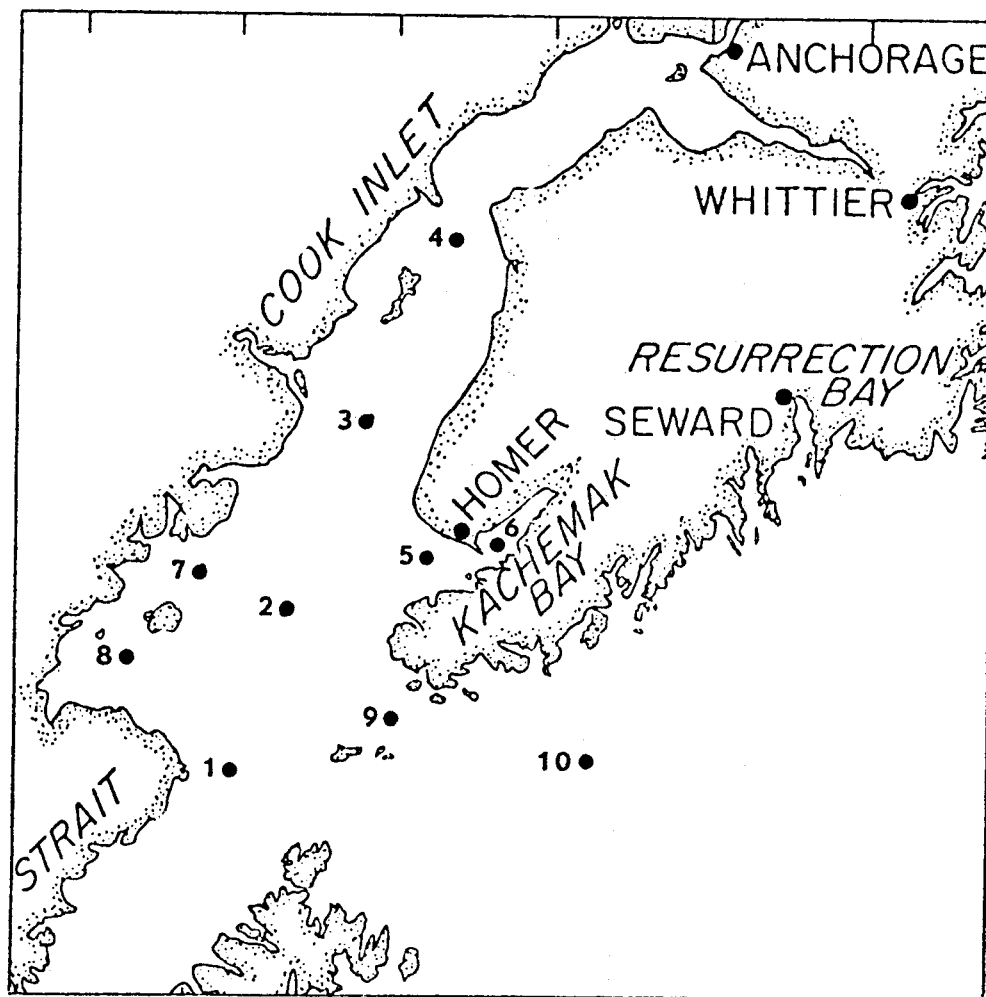 ANCHORAGE
COOK INLET
WHITTIER
4
RESURRECTION
BAY
3
SEWARD
HOMER
6
5
KACHEMAK
BAY
7
2
8
9
1
10
STRAIT